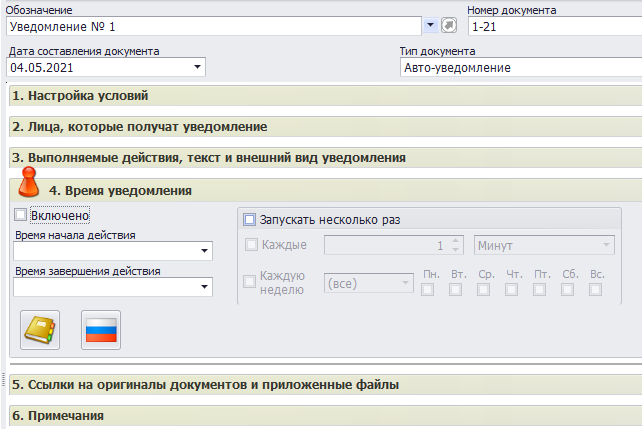 Обозначение
Номер документа
Уведомление № 1
1-21
Дата составления документа
Тип документа
04.05.2021
Авто-уведомление
1. Настройка условий
2. Лица, которые получат уведомление
3. Выполняемые действия, текст и внешний вид уведомления
4. Время уведомления
Включено
Запускать несколько раз
Время начала действия
Каждые
1
Минут
Время завершения действия
Каждую
неделю
(все)
Пн. Вт. Ср. Чт. Пт. Сб. Вс.
5. Ссылки на оригиналы документов и приложенные файлы
6. Примечания